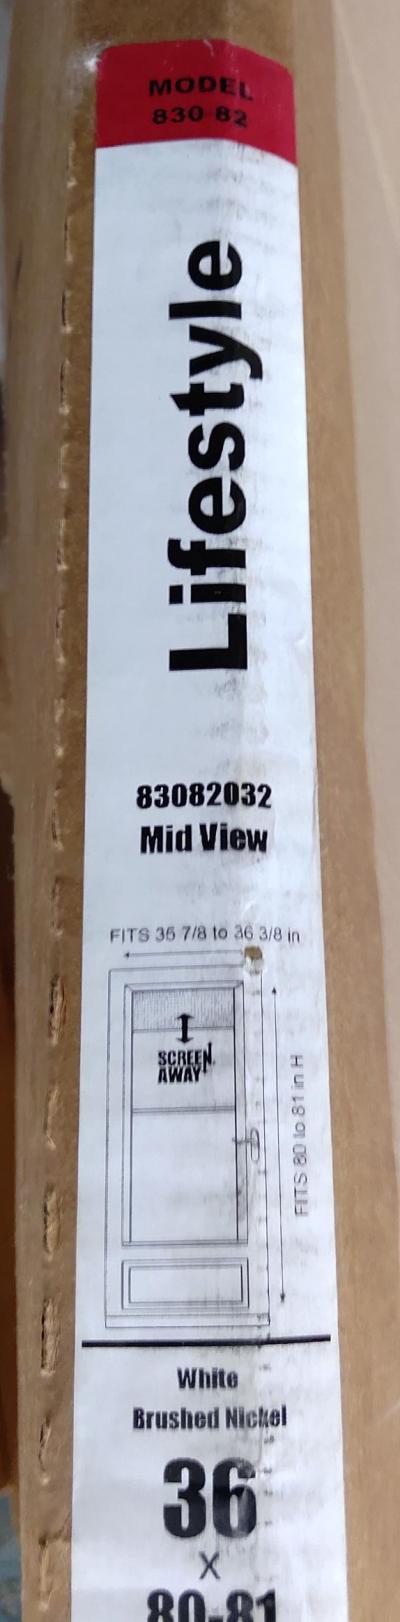 MODEL
830-82
Lifestyle
83082032
Mid View
FITS 35 7/8 to 36 3/8 in
SCREEN
AWAY
FITS 80 to 81 in H
White
Brushed Nickel
36
X
80-81